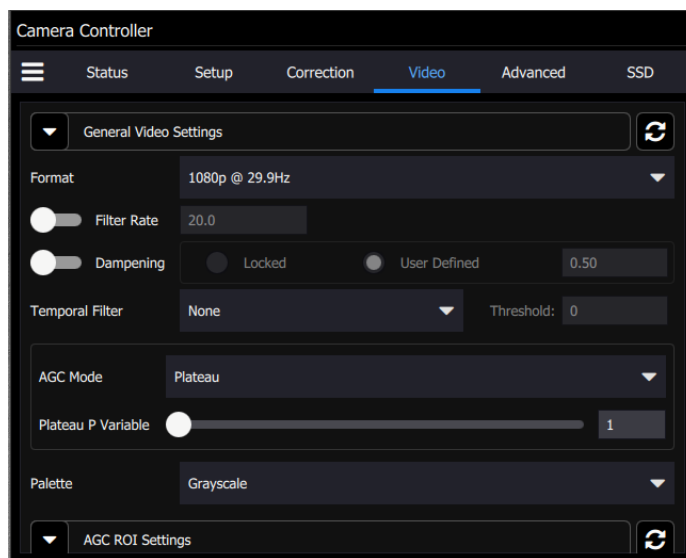 Camera Controller
Status Setup Correction Video Advanced SSD
General Video Settings
Format 1080p @ 29.9Hz
Filter Rate 20.0
Dampening Locked User Defined 0.50
Temporal Filter None Threshold: 0
AGC Mode Plateau
Plateau P Variable 1
Palette Grayscale
AGC ROI Settings